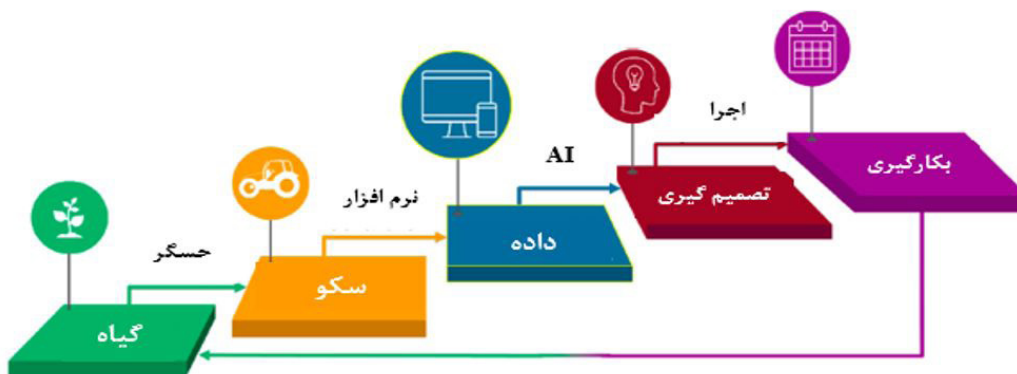 گیاه
حسگر
سکو
نرم افزار
داده
AI
تصمیم گیری
اجرا
بکارگیری